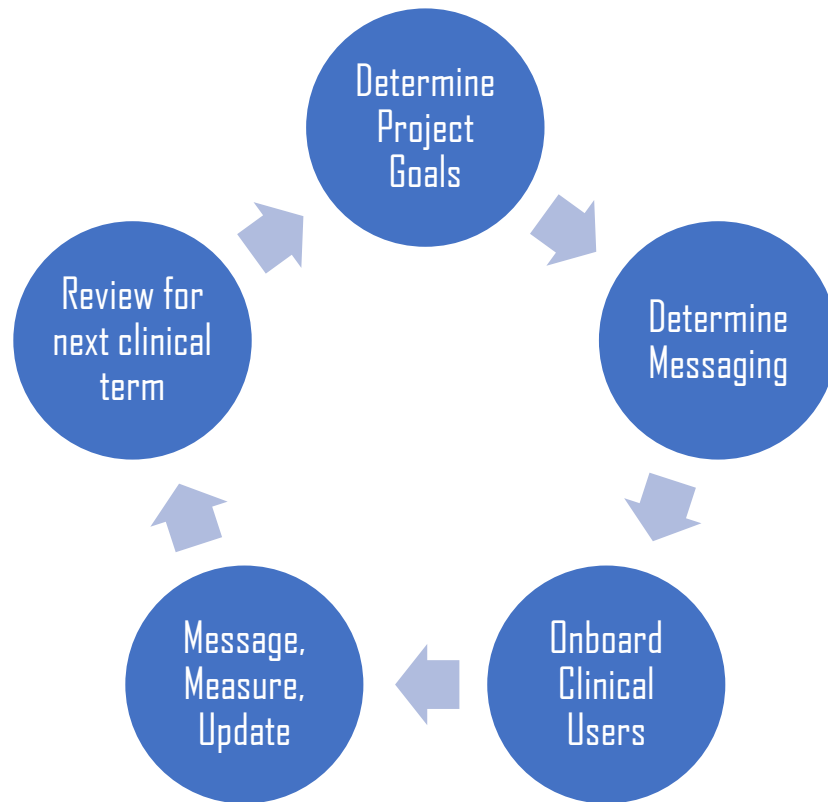 Determine
Project
Goals
Determine
Messaging
Onboard
Clinical
Users
Message,
Measure,
Update
Review for
next clinical
term